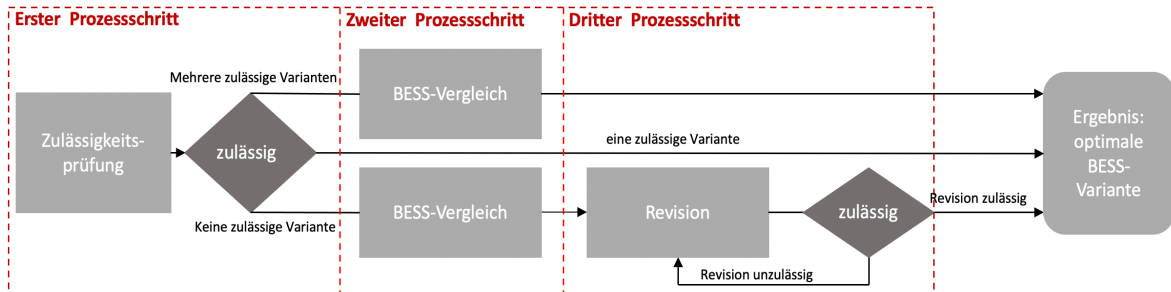 Erster Prozessschritt
Zweiter Prozessschritt
Dritter Prozessschritt
Mehrere zulässige Varianten
BESS-Vergleich
Zulässigkeits-
prüfung
zulässig
eine zulässige Variante
Ergebnis:
optimale
BESS-
Variante
Keine zulässige Variante
BESS-Vergleich
Revision
zulässig
Revision zulässig
Revision unzulässig